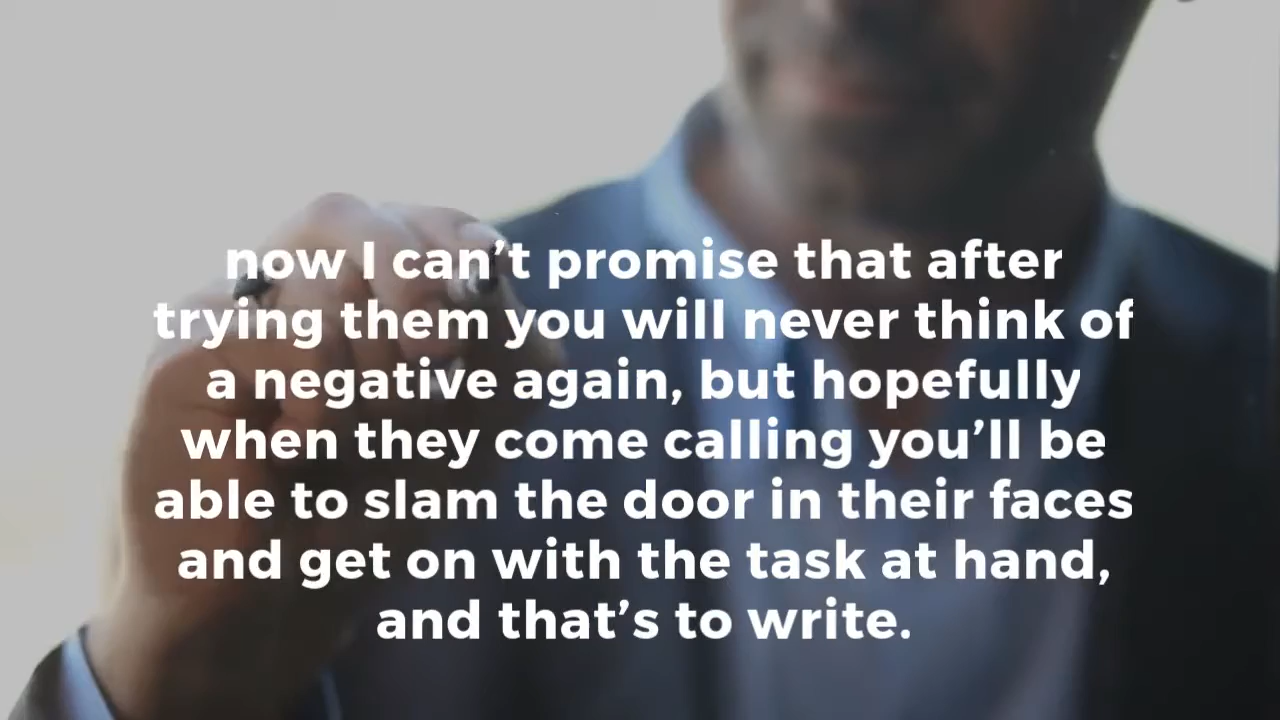 now I can’t promise that after
trying them you will never think of
a negative again, but hopefully
when they come calling you’ll be
able to slam the door in their faces
and get on with the task at hand,
and that’s to write.